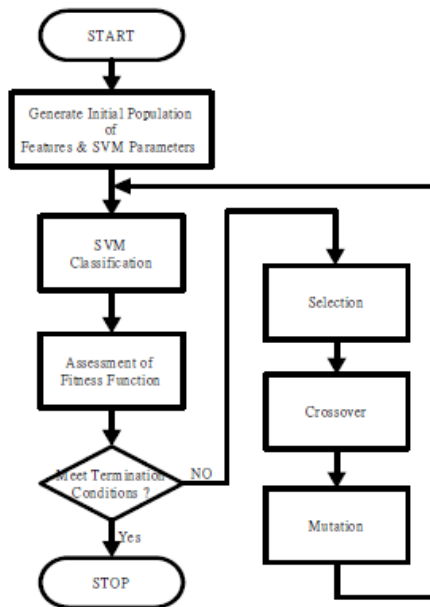 START
Generate Initial Population
of
Features & SVM Parameters
SVM
Classification
Assessment of
Fitness Function
Meet Termination
Conditions ?
NO
Yes
STOP
Selection
Crossover
Mutation